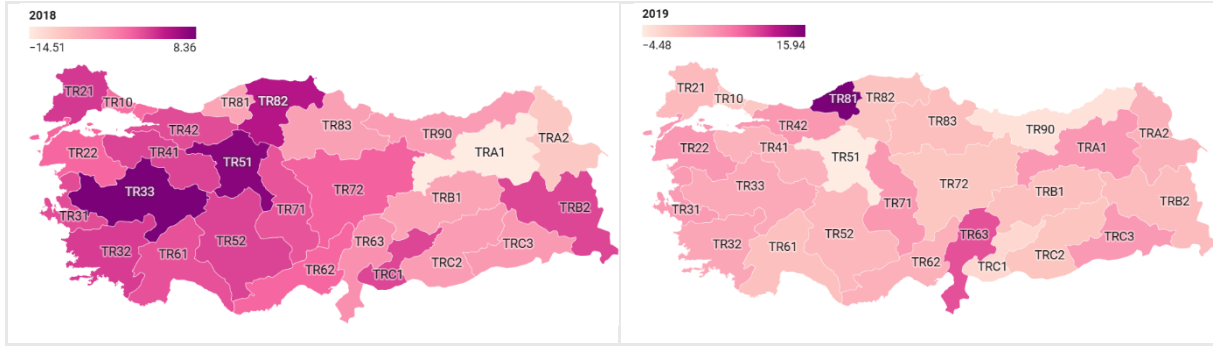 2018
−14.51 8.36
TR21
TR10
TR81
TR82
TR42
TR83
TR90
TRA2
TR22
TR41
TR51
TRA1
TR72
TR33
TRB1
TRB2
TR31
TR71
TR32
TR61
TR52
TR63
TRC3
TR62
TRC1
TRC2
2019
−4.48 15.94
TR21
TR10
TR81
TR82
TR42
TR83
TR90
TRA2
TR22
TR41
TR51
TRA1
TR33
TR72
TRB1
TRB2
TR31
TR71
TR32
TR61
TR52
TR63
TRC3
TR62
TRC1
TRC2